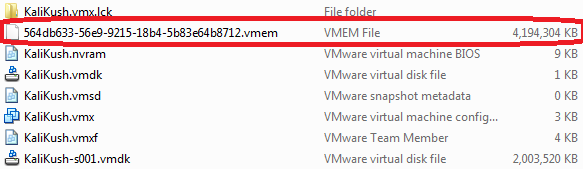 KaliKush.vmx.lck File folder
564db633-56e9-9215-18b4-5b83e64b8712.vmem VMEM File 4,194,304 KB
KaliKush.nvram VMware virtual machine BIOS 9 KB
KaliKush.vmdk VMware virtual disk file 1 KB
KaliKush.vmsd VMware snapshot metadata 0 KB
KaliKush.vmx VMware virtual machine config... 3 KB
KaliKush.vmxf VMware Team Member 4 KB
KaliKush-s001.vmdk VMware virtual disk file 2,003,520 KB